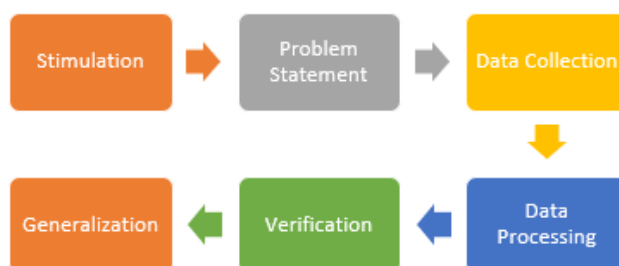 Stimulation
Problem
Statement
Data Collection
Data
Processing
Verification
Generalization